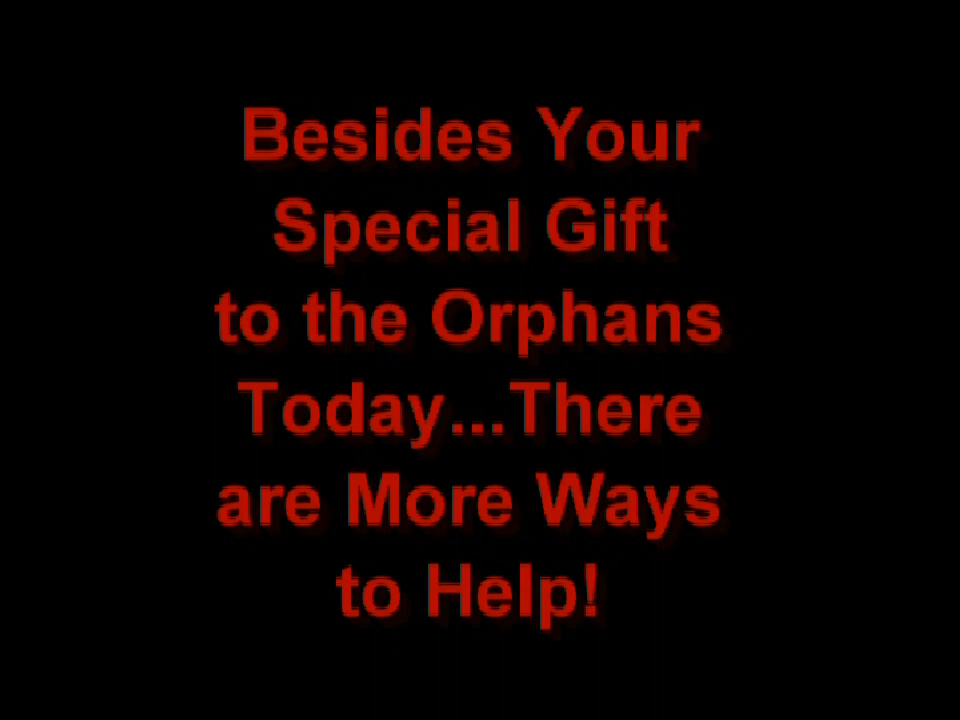 Besides Your
Special Gift
to the Orphans
Today...There
are More Ways
to Help!